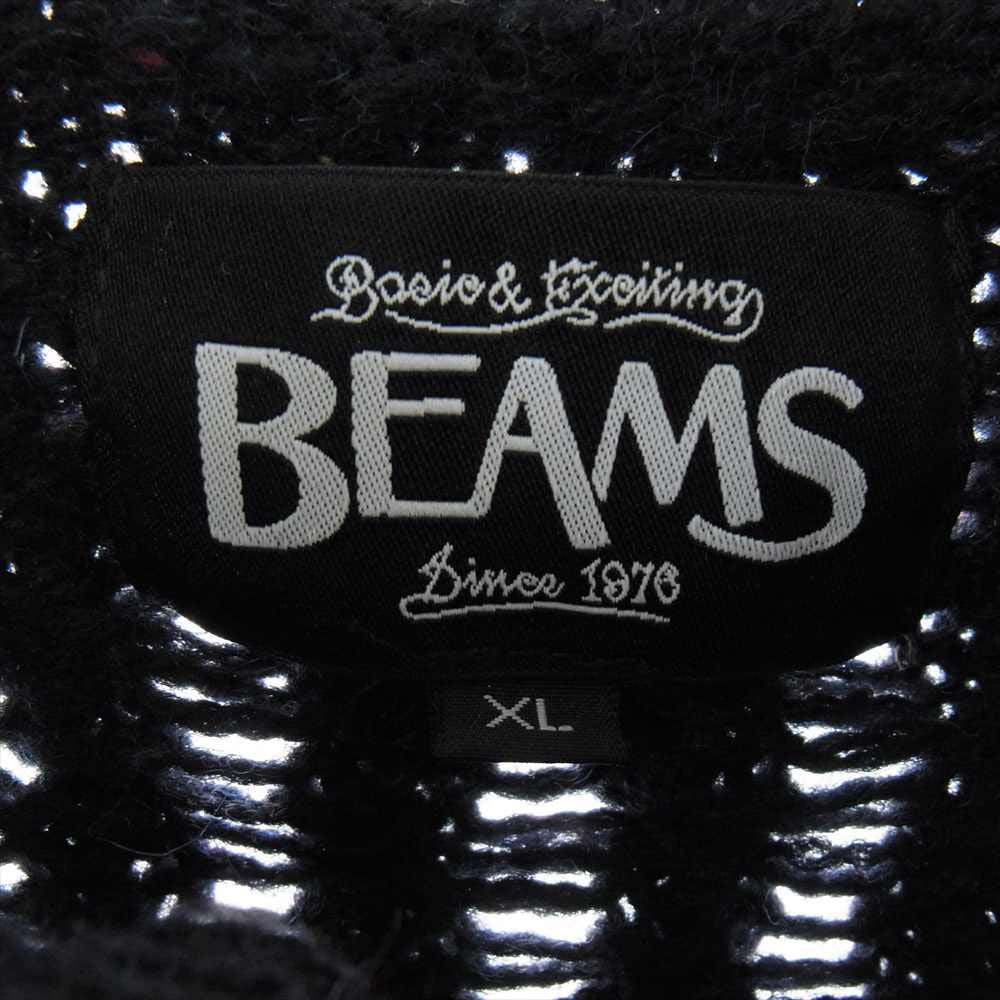 Basic & Exciting
BEAMS
Since 1976
XL